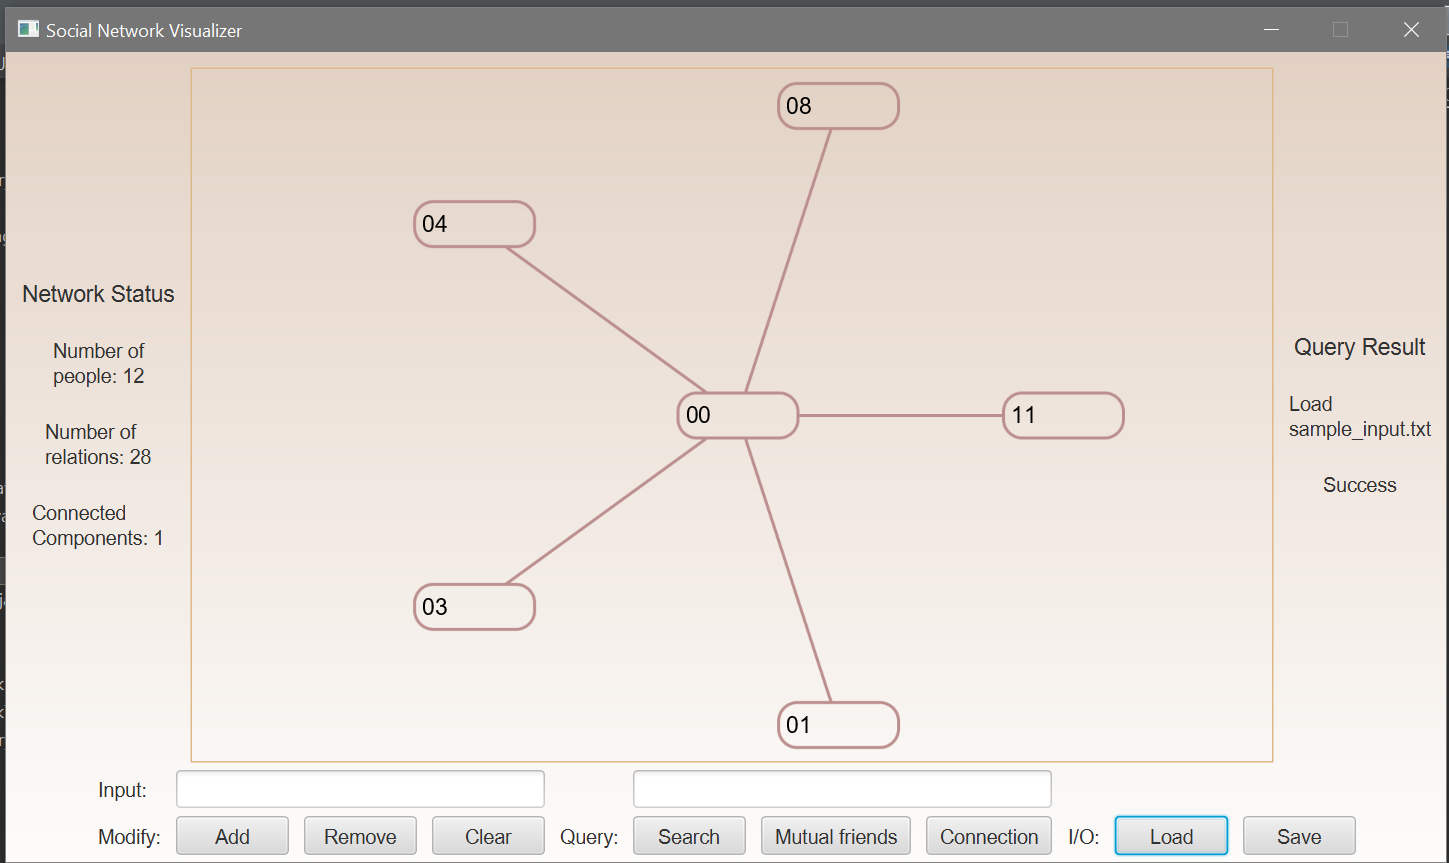 Social Network Visualizer
08
04
Network Status
Number of
people: 12
Number of
relations: 28
Connected
Components: 1
00
11
03
01
Query Result
Load
sample_input.txt
Success
Input:
Modify: Add Remove Clear Query: Search Mutual friends Connection I/O: Load Save